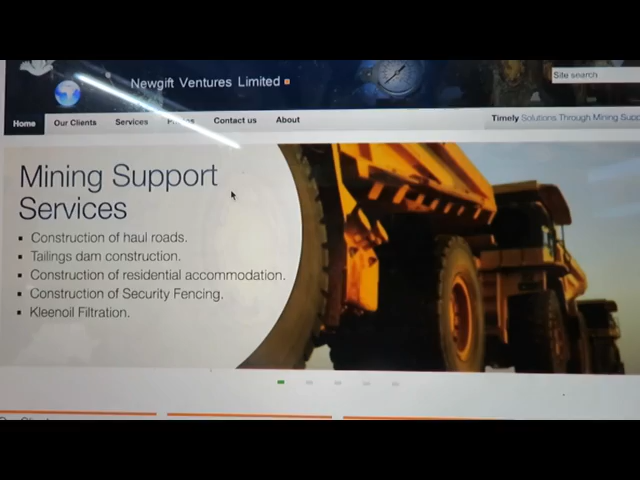 Newgift Ventures Limited
Site search
Home Our Clients Services Contact us About
Timely Solutions Through Mining Supp
Mining Support
Services
Construction of haul roads.
Tailings dam construction.
Construction of residential accommodation.
Construction of Security Fencing.
Kleenoil Filtration.